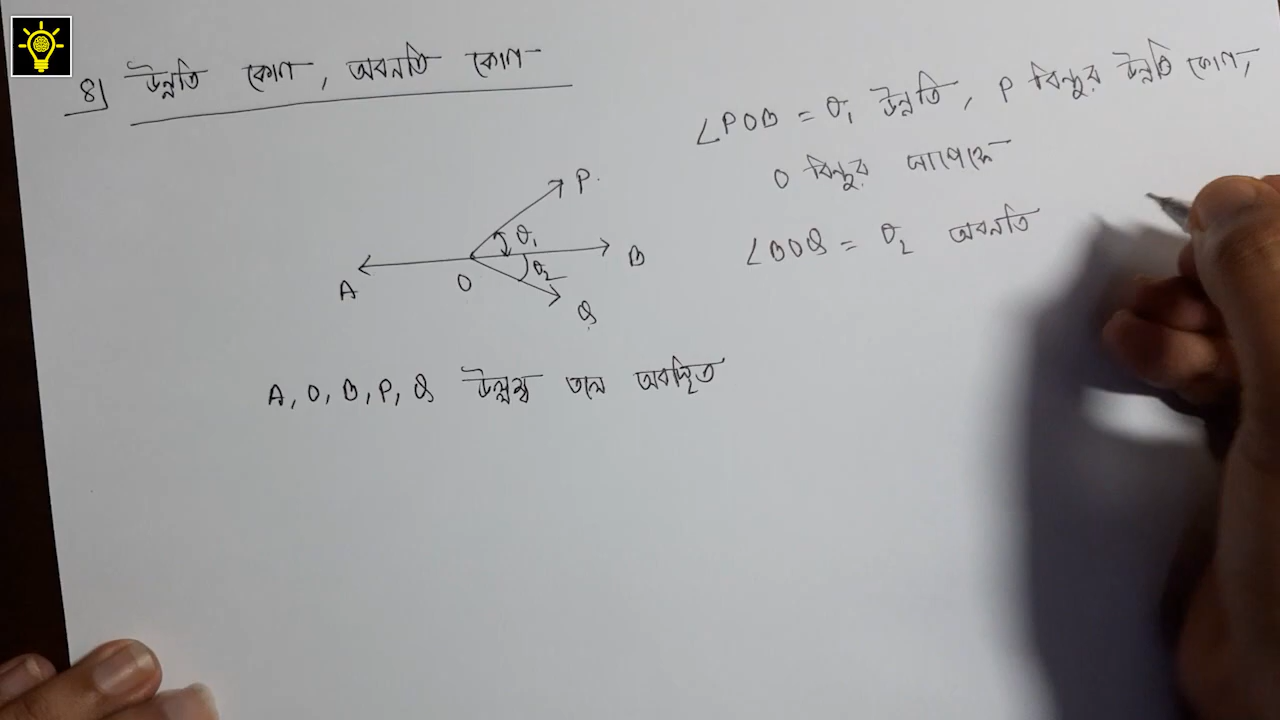 ৪) উন্নতি কোণ, অবনতি কোণ
∠POB = θ₁ উন্নতি, P বিন্দুর উন্নতি কোণ,
O বিন্দুর সাপেক্ষে
∠BOQ = θ₂ অবনতি
P
θ₁
A O B
θ₂
Q
A, O, B, P, Q উল্লম্ব তলে অবস্থিত